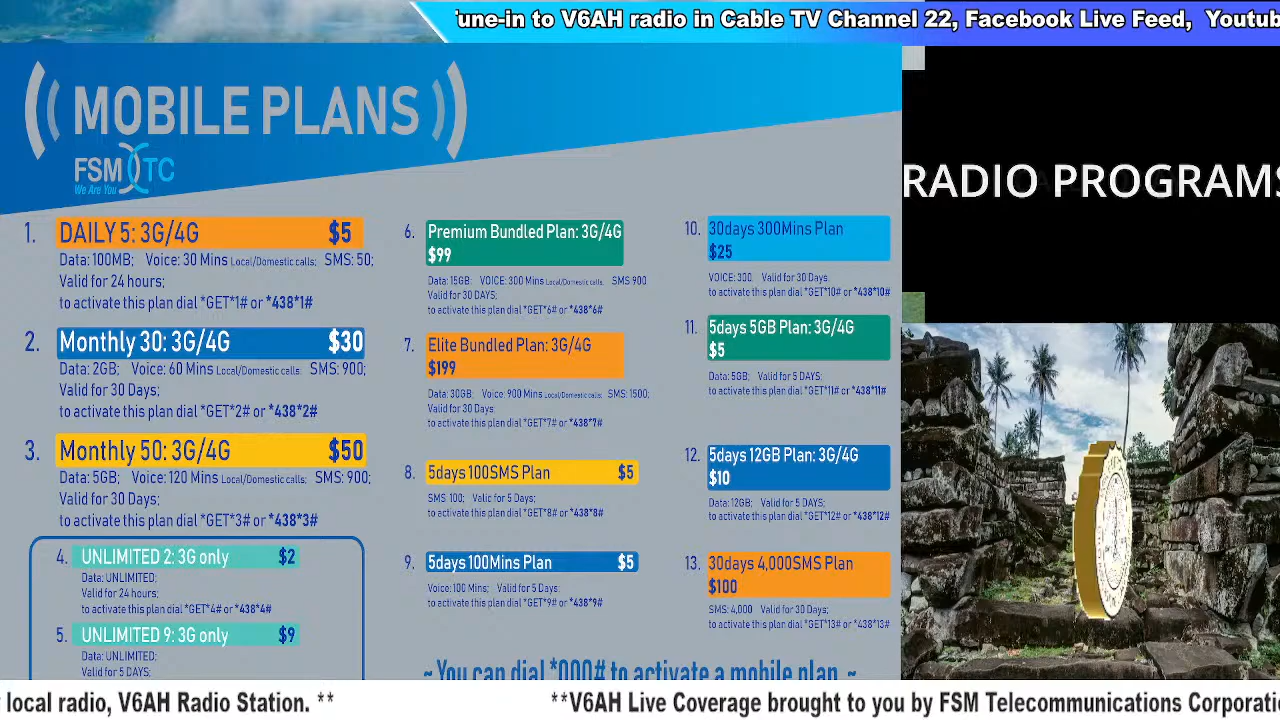 Tune-in to V6AH radio in Cable TV Channel 22, Facebook Live Feed, Youtub
MOBILE PLANS
FSMTC
We Are You
1. DAILY 5: 3G/4G $5
Data: 100MB; Voice: 30 Mins Local/Domestic calls; SMS: 50;
Valid for 24 hours;
to activate this plan dial *GET*1# or *438*1#
2. Monthly 30: 3G/4G $30
Data: 2GB; Voice: 60 Mins Local/Domestic calls; SMS: 900;
Valid for 30 Days;
to activate this plan dial *GET*2# or *438*2#
3. Monthly 50: 3G/4G $50
Data: 5GB; Voice: 120 Mins Local/Domestic calls; SMS: 900;
Valid for 30 Days;
to activate this plan dial *GET*3# or *438*3#
4. UNLIMITED 2: 3G only $2
Data: UNLIMITED;
Valid for 24 hours;
to activate this plan dial *GET*4# or *438*4#
5. UNLIMITED 9: 3G only $9
Data: UNLIMITED;
Valid for 5 DAYS;
6. Premium Bundled Plan: 3G/4G
$99
Data: 15GB; VOICE: 300 Mins Local/Domestic calls; SMS 900
Valid for 30 DAYS;
to activate this plan dial *GET*6# or *438*6#
7. Elite Bundled Plan: 3G/4G
$199
Data: 30GB; Voice: 900 Mins Local/Domestic calls; SMS: 1500;
Valid for 30 Days;
to activate this plan dial *GET*7# or *438*7#
8. 5days 100SMS Plan $5
SMS 100; Valid for 5 Days;
to activate this plan dial *GET*8# or *438*8#
9. 5days 100Mins Plan $5
Voice: 100 Mins; Valid for 5 Days;
to activate this plan dial *GET*9# or *438*9#
10. 30days 300Mins Plan
$25
VOICE: 300 Valid for 30 Days;
to activate this plan dial *GET*10# or *438*10#
11. 5days 5GB Plan: 3G/4G
$5
Data: 5GB; Valid for 5 DAYS;
to activate this plan dial *GET*11# or *438*11#
12. 5days 12GB Plan: 3G/4G
$10
Data: 12GB; Valid for 5 DAYS;
to activate this plan dial *GET*12# or *438*12#
13. 30days 4,000SMS Plan
$100
SMS: 4,000 Valid for 30 Days;
to activate this plan dial *GET*13# or *438*13#
~ You can dial *000# to activate a mobile plan ~
RADIO PROGRAMS
local radio, V6AH Radio Station. ** **V6AH Live Coverage brought to you by FSM Telecommunications Corporatio